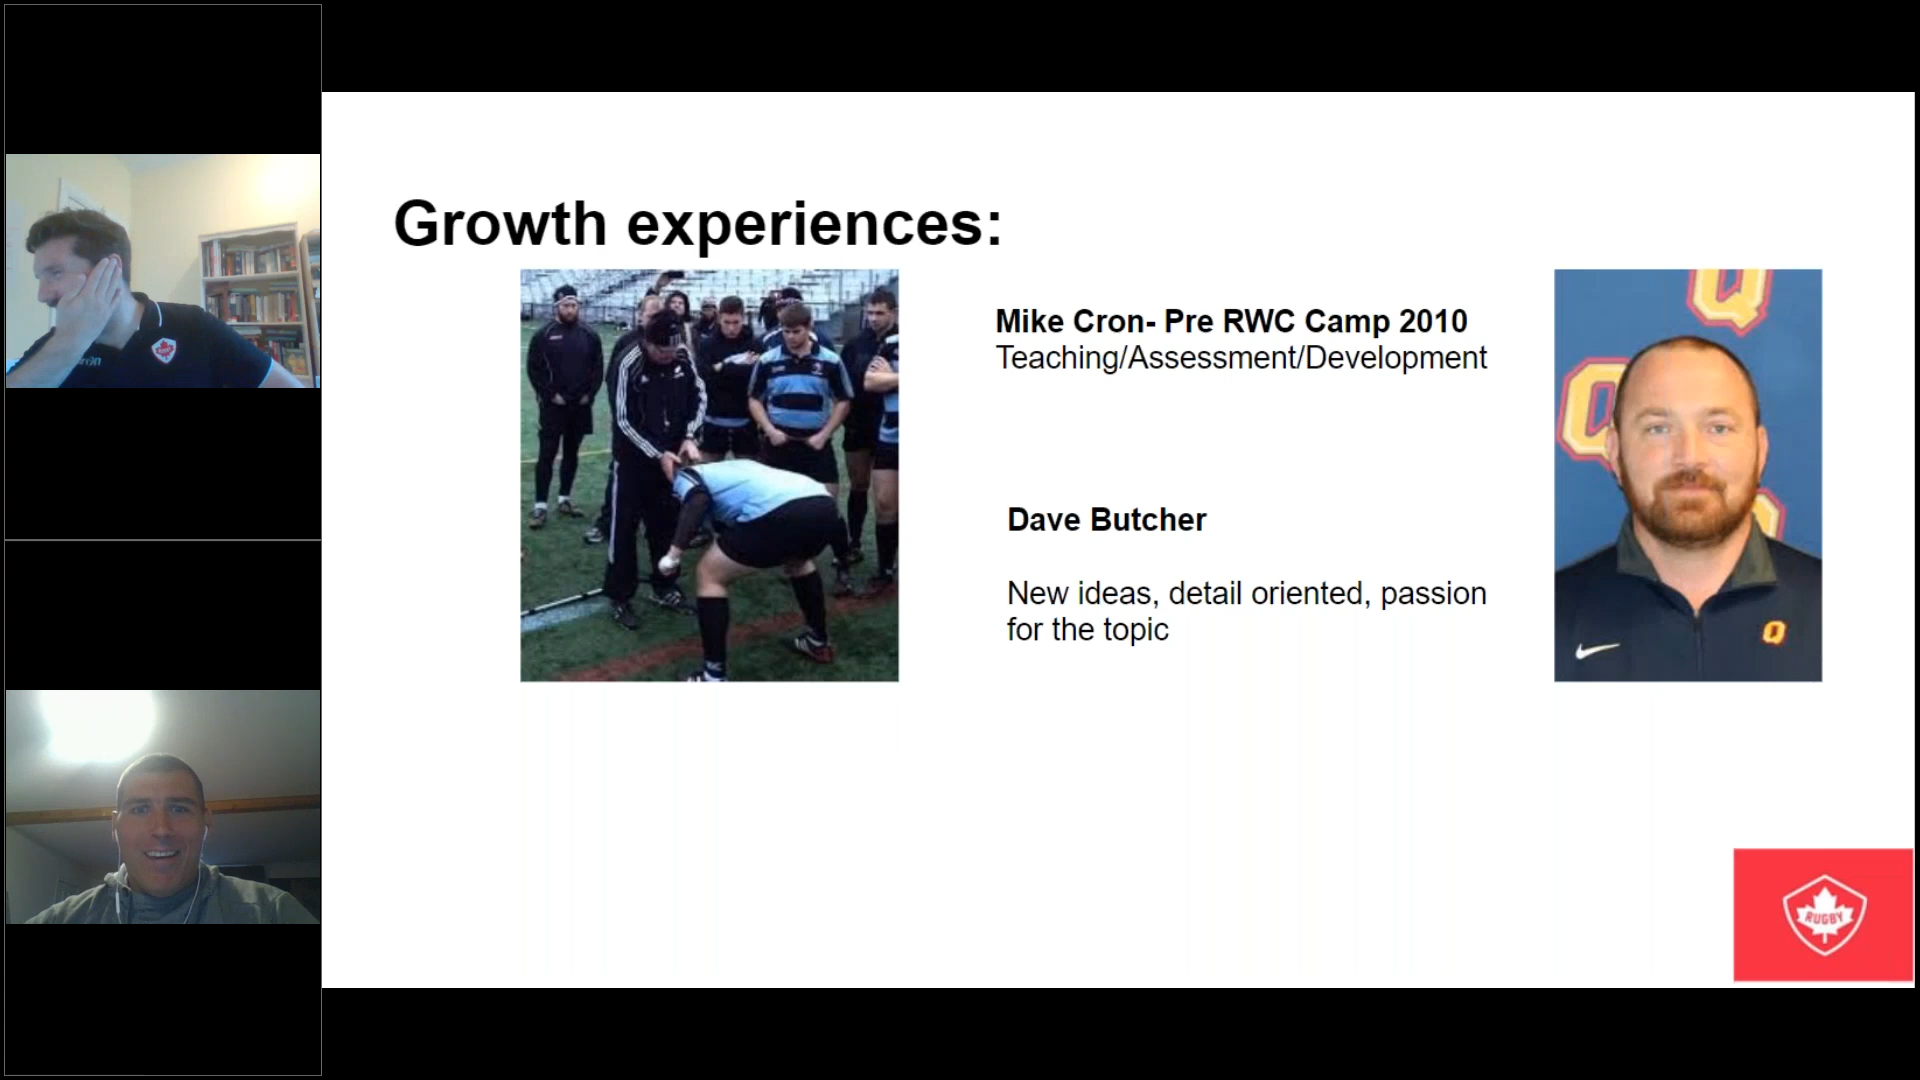 Growth experiences:
Mike Cron- Pre RWC Camp 2010
Teaching/Assessment/Development
Dave Butcher
New ideas, detail oriented, passion
for the topic
Q
Q
Q
RUGBY